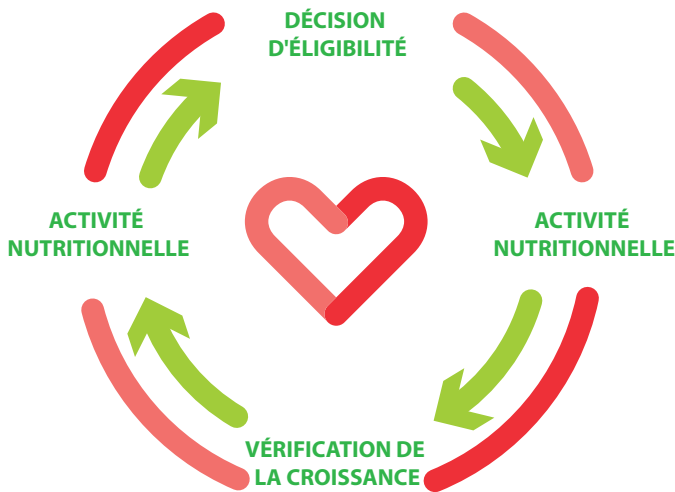 DÉCISION
D'ÉLIGIBILITÉ
ACTIVITÉ
NUTRITIONNELLE
ACTIVITÉ
NUTRITIONNELLE
VÉRIFICATION DE
LA CROISSANCE